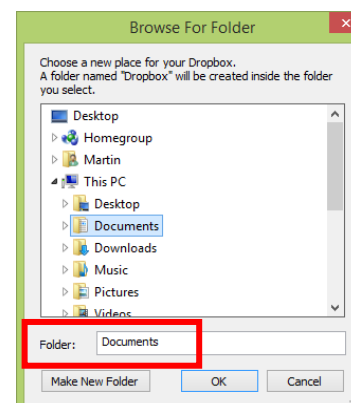 Browse For Folder
Choose a new place for your Dropbox.
A folder named "Dropbox" will be created inside the folder
you select.
Desktop
Homegroup
Martin
This PC
Desktop
Documents
Downloads
Music
Pictures
Videos
Folder: Documents
Make New Folder OK Cancel